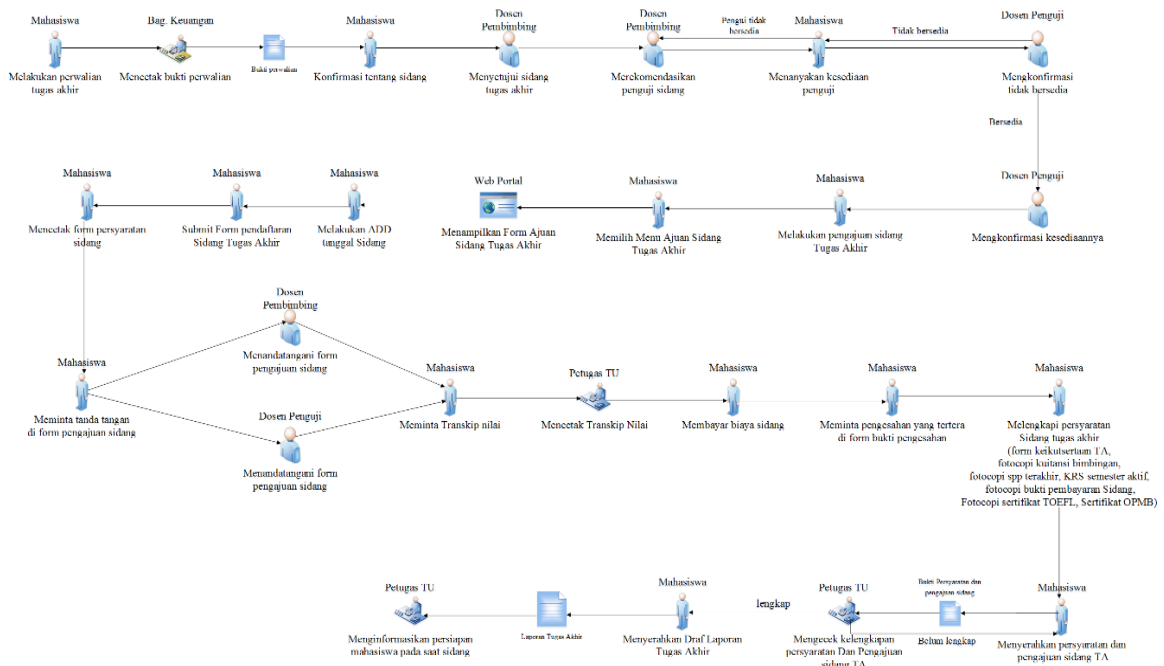 Mahasiswa
Melakukan perwalian
tugas akhir
Bag. Keuangan
Mencetak bukti perwalian
Bukti perwalian
Mahasiswa
Konfirmasi tentang sidang
Dosen
Pembimbing
Menyetujui sidang
tugas akhir
Dosen
Pembimbing
Merekomendasikan
penguji sidang
Pengui tidak
bersedia
Mahasiswa
Menanyakan kesediaan
penguji
Tidak bersedia
Dosen Penguji
Mengkonfirmasi
tidak bersedia
Bersedia
Mahasiswa
Mencetak form persyaratan
sidang
Mahasiswa
Submit Form pendaftaran
Sidang Tugas Akhir
Mahasiswa
Melakukan ADD
tanggal Sidang
Web Portal
Menampilkan Form Ajuan
Sidang Tugas Akhir
Mahasiswa
Memilih Menu Ajuan Sidang
Tugas Akhir
Mahasiswa
Melakukan pengajuan sidang
Tugas Akhir
Dosen Penguji
Mengkonfirmasi kesediaannya
Mahasiswa
Meminta tanda tangan
di form pengajuan sidang
Dosen
Pembimbing
Menandatangani form
pengajuan sidang
Dosen Penguji
Menandatangani form
pengajuan sidang
Mahasiswa
Meminta Transkip nilai
Petugas TU
Mencetak Transkip Nilai
Mahasiswa
Membayar biaya sidang
Mahasiswa
Meminta pengesahan yang tertera
di form bukti pengesahan
Mahasiswa
Melengkapi persyaratan
Sidang tugas akhir
(form keikutsertaan TA,
fotocopi kuitansi bimbingan,
fotocopi spp terakhir, KRS semester aktif,
fotocopi bukti pembayaran Sidang,
Fotocopi sertifikat TOEFL, Sertifikat OPMB)
Petugas TU
Menginformasikan persiapan
mahasiswa pada saat sidang
Laporan Tugas Akhir
Mahasiswa
Menyerahkan Draf Laporan
Tugas Akhir
lengkap
Petugas TU
Mengecek kelengkapan
persyaratan Dan Pengajuan
sidang TA
Bukti Persyaratan dan
pengajuan sidang
Belum lengkap
Mahasiswa
Menyerahkan persyaratan dan
pengajuan sidang TA